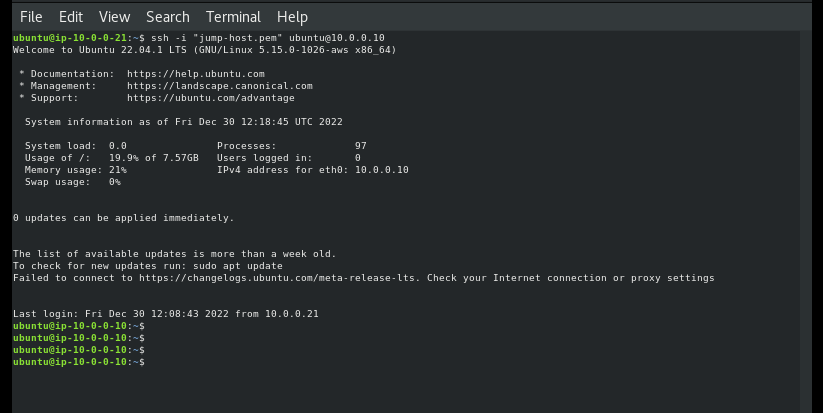 File Edit View Search Terminal Help
ubuntu@ip-10-0-0-21:~$ ssh -i "jump-host.pem" ubuntu@10.0.0.10
Welcome to Ubuntu 22.04.1 LTS (GNU/Linux 5.15.0-1026-aws x86_64)
* Documentation:  https://help.ubuntu.com
* Management:     https://landscape.canonical.com
* Support:        https://ubuntu.com/advantage
System information as of Fri Dec 30 12:18:45 UTC 2022
System load:  0.0               Processes:             97
Usage of /:   19.9% of 7.57GB   Users logged in:       0
Memory usage: 21%               IPv4 address for eth0: 10.0.0.10
Swap usage:   0%
0 updates can be applied immediately.
The list of available updates is more than a week old.
To check for new updates run: sudo apt update
Failed to connect to https://changelogs.ubuntu.com/meta-release-lts. Check your Internet connection or proxy settings
Last login: Fri Dec 30 12:08:43 2022 from 10.0.0.21
ubuntu@ip-10-0-0-10:~$
ubuntu@ip-10-0-0-10:~$
ubuntu@ip-10-0-0-10:~$
ubuntu@ip-10-0-0-10:~$